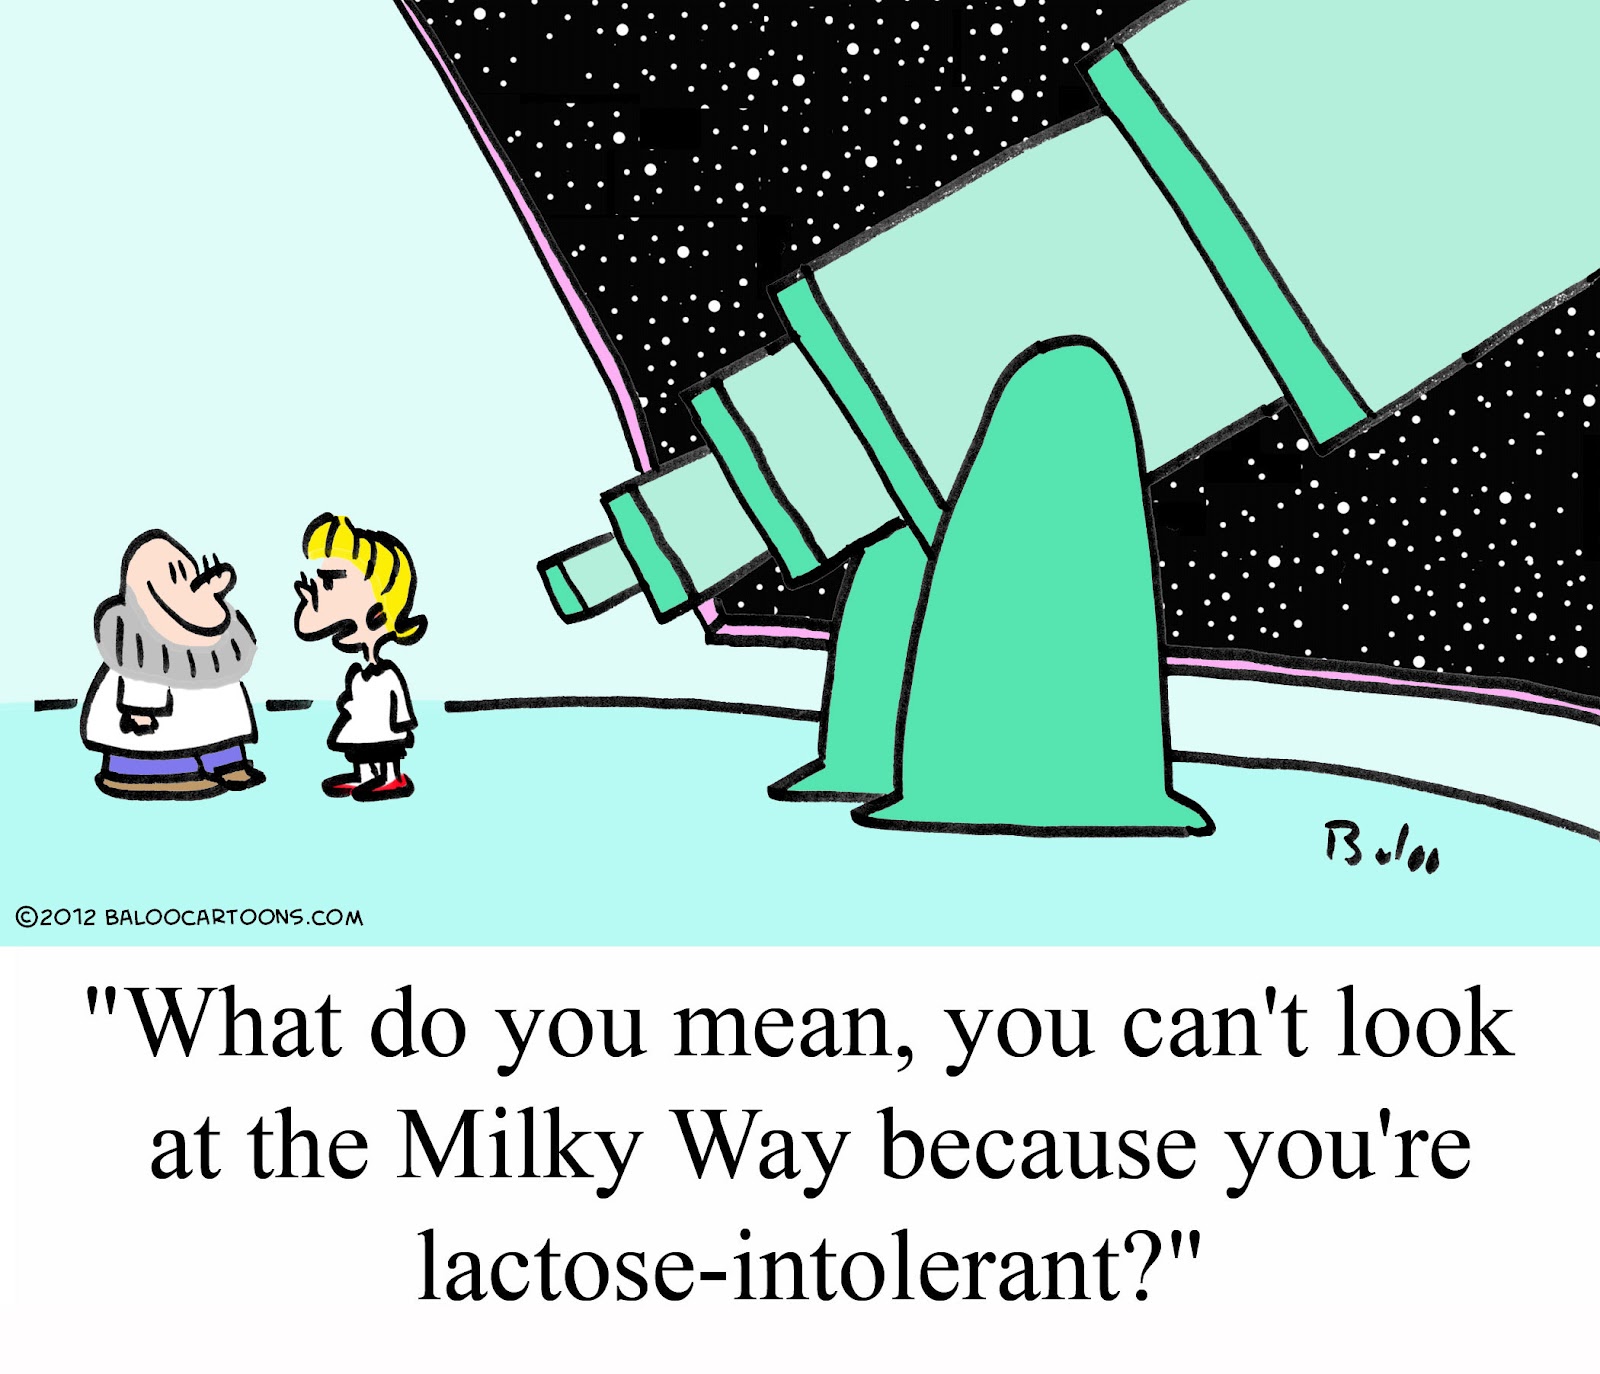 Baloo
©2012 BALOOCARTOONS.COM
"What do you mean, you can't look
at the Milky Way because you're
lactose-intolerant?"